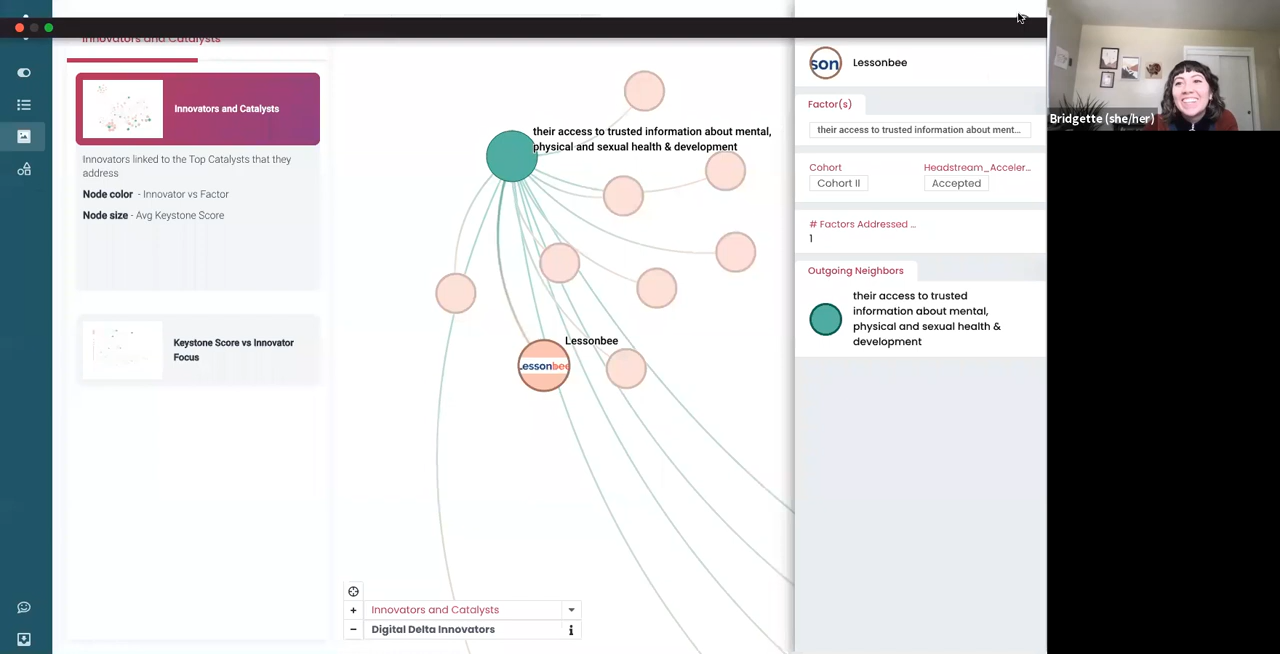 Innovators and Catalysts
Innovators and Catalysts
Innovators linked to the Top Catalysts that they
address
Node color - Innovator vs Factor
Node size - Avg Keystone Score
Keystone Score vs Innovator
Focus
their access to trusted information about mental,
physical and sexual health & development
Lessonbee
Lessonbee
Innovators and Catalysts
Digital Delta Innovators
son
Lessonbee
Factor(s)
their access to trusted information about ment...
Cohort
Headstream_Acceler...
Cohort II
Accepted
# Factors Addressed ...
1
Outgoing Neighbors
their access to trusted
information about mental,
physical and sexual health &
development
Bridgette (she/her)